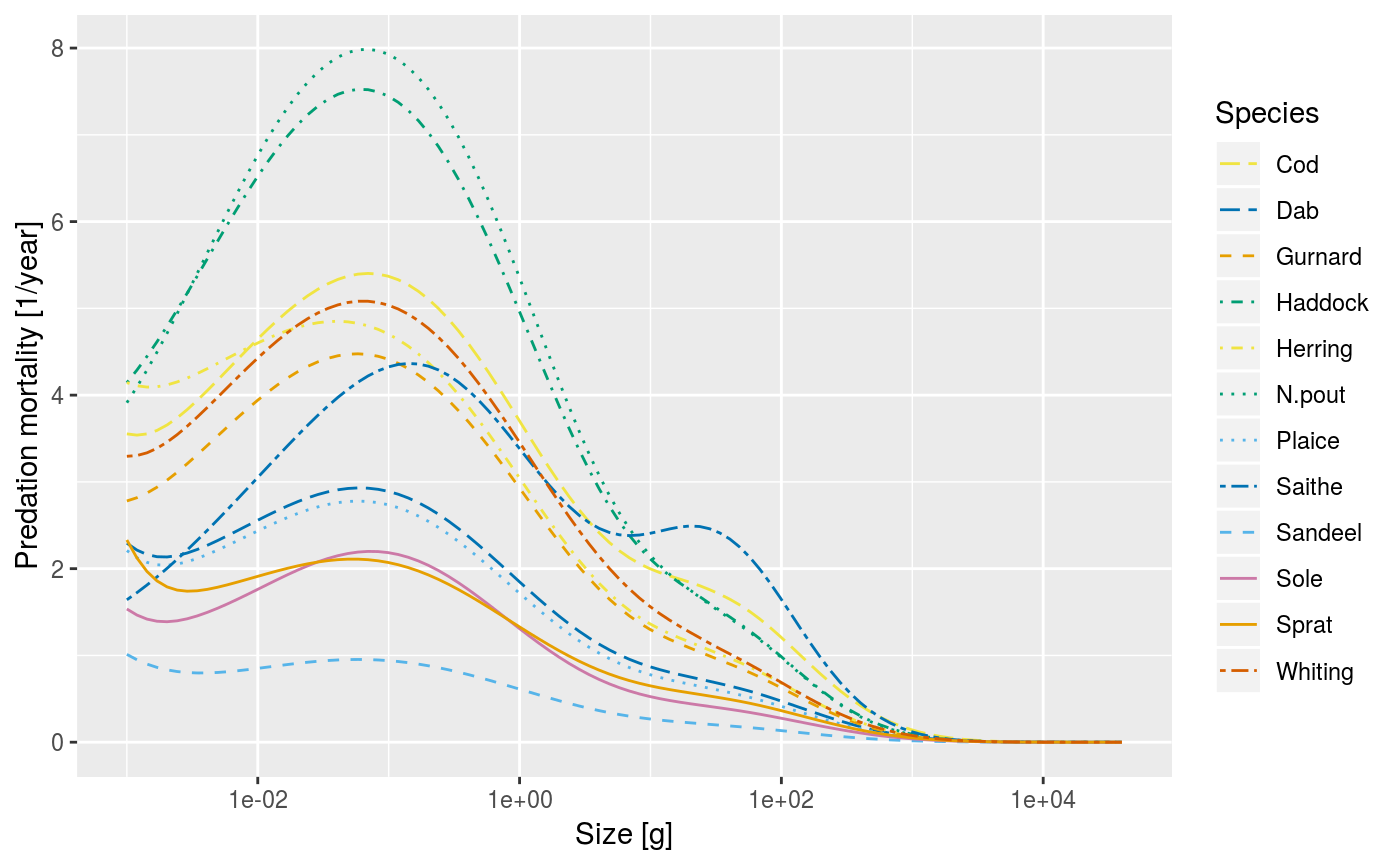 Predation mortality [1/year]
8
6
4
2
0
1e-02
1e+00
1e+02
1e+04
Size [g]
Species
Cod
Dab
Gurnard
Haddock
Herring
N.pout
Plaice
Saithe
Sandeel
Sole
Sprat
Whiting